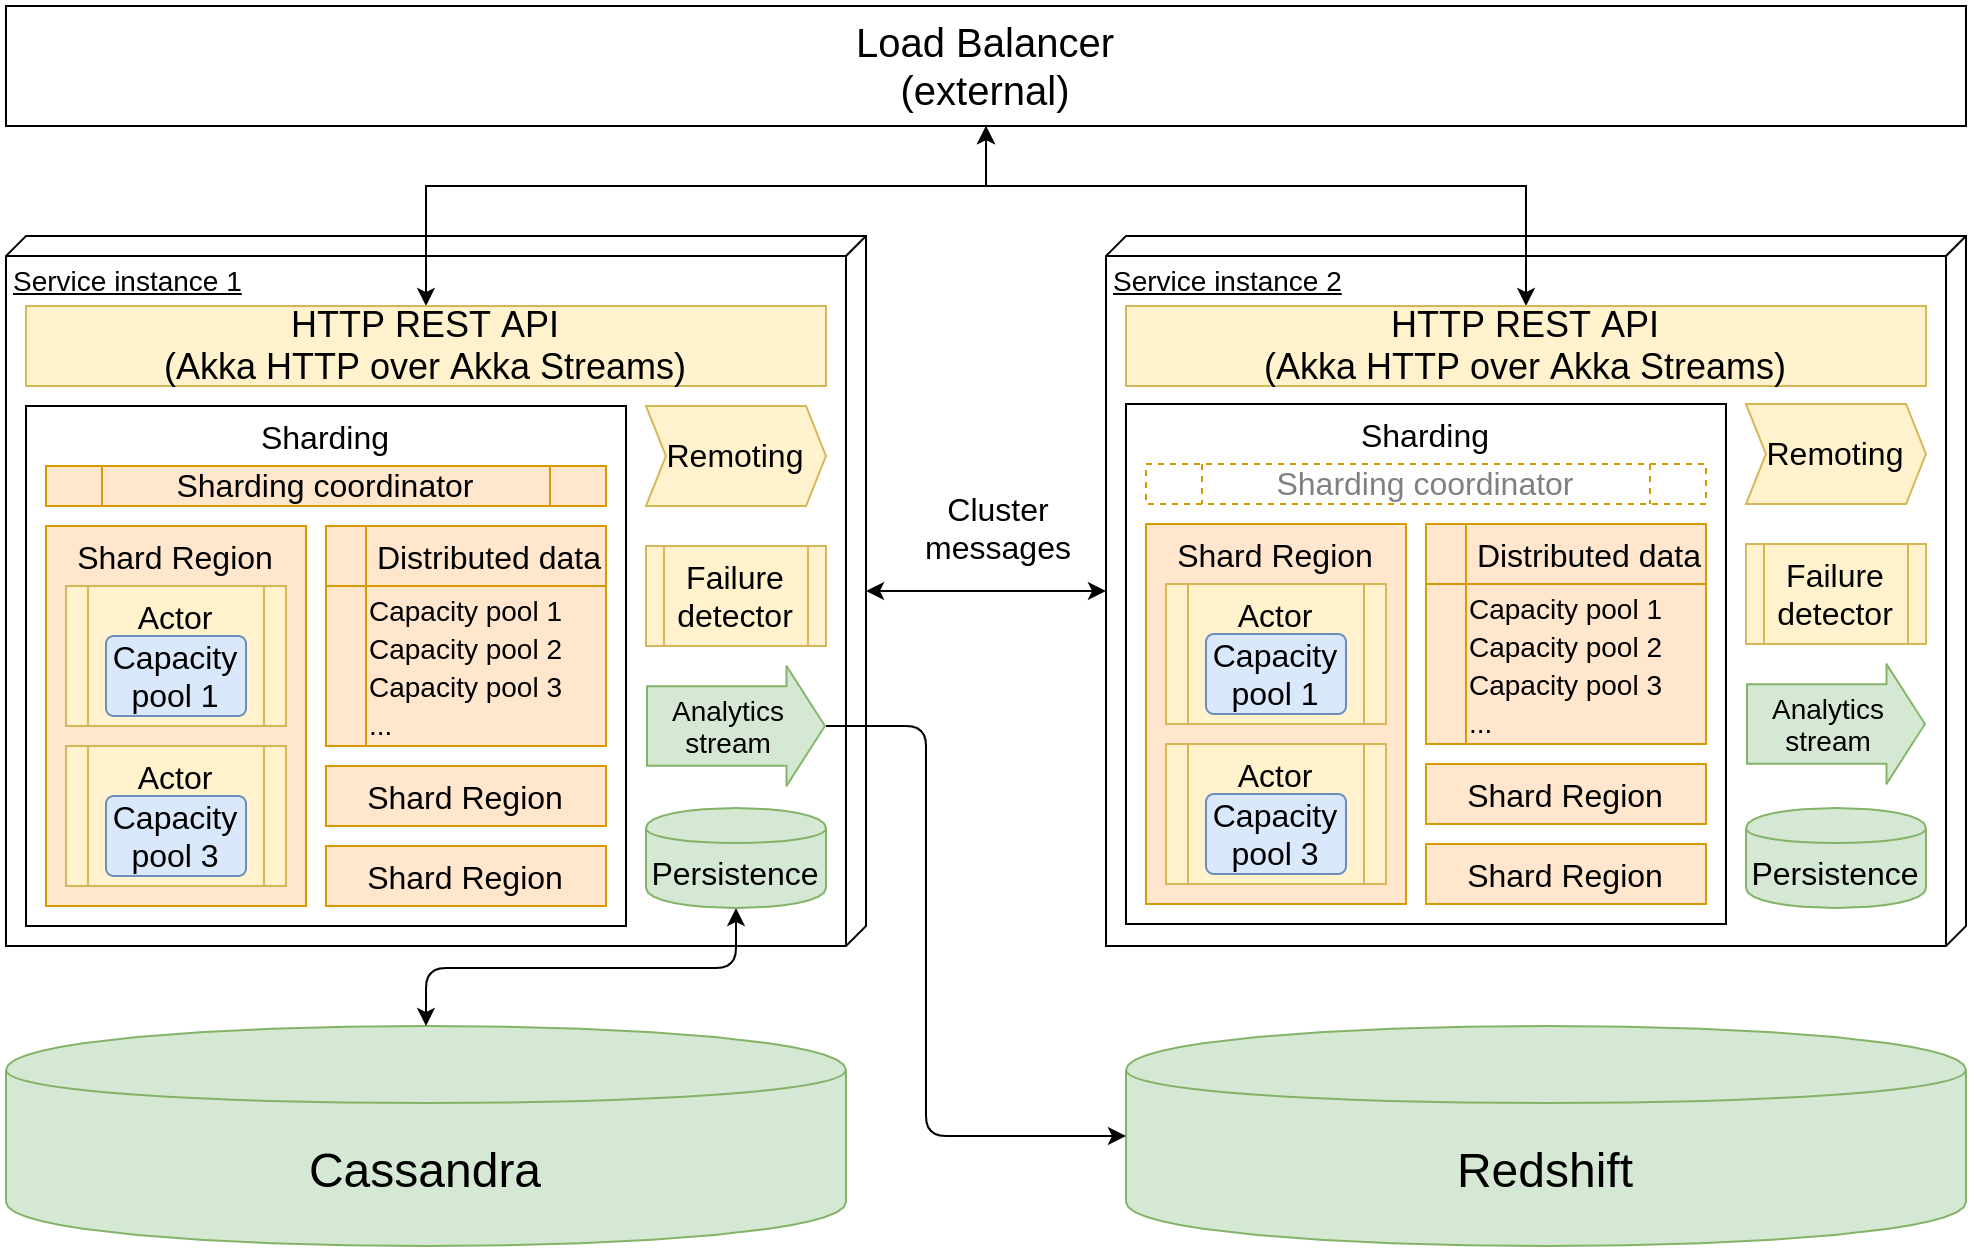 Load Balancer
(external)
Service instance 1
HTTP REST API
(Akka HTTP over Akka Streams)
Sharding
Sharding coordinator
Shard Region
Actor
Capacity
pool 1
Actor
Capacity
pool 3
Distributed data
Capacity pool 1
Capacity pool 2
Capacity pool 3
...
Shard Region
Shard Region
Remoting
Failure
detector
Analytics
stream
Persistence
Cluster
messages
Service instance 2
HTTP REST API
(Akka HTTP over Akka Streams)
Sharding
Sharding coordinator
Shard Region
Actor
Capacity
pool 1
Actor
Capacity
pool 3
Distributed data
Capacity pool 1
Capacity pool 2
Capacity pool 3
...
Shard Region
Shard Region
Remoting
Failure
detector
Analytics
stream
Persistence
Cassandra
Redshift